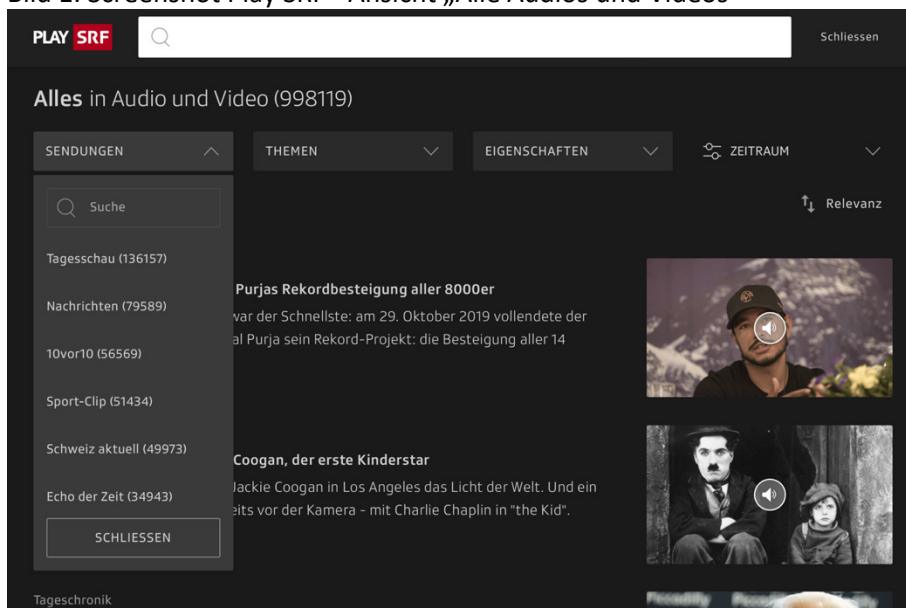 Bild 1: Screenshot Play SRF – Ansicht „Alle Audios und Videos“
PLAY SRF
Schliessen
Alles in Audio und Video (998119)
SENDUNGEN
THEMEN
EIGENSCHAFTEN
ZEITRAUM
Suche
Relevanz
Tagesschau (136157)
Nachrichten (79589)
10vor10 (56569)
Sport-Clip (51434)
Schweiz aktuell (49973)
Echo der Zeit (34943)
SCHLIESSEN
Purjas Rekordbesteigung aller 8000er
war der Schnellste: am 29. Oktober 2019 vollendete der
al Purja sein Rekord-Projekt: die Besteigung aller 14
Coogan, der erste Kinderstar
Jackie Coogan in Los Angeles das Licht der Welt. Und ein
eits vor der Kamera - mit Charlie Chaplin in "the Kid".
Tageschronik